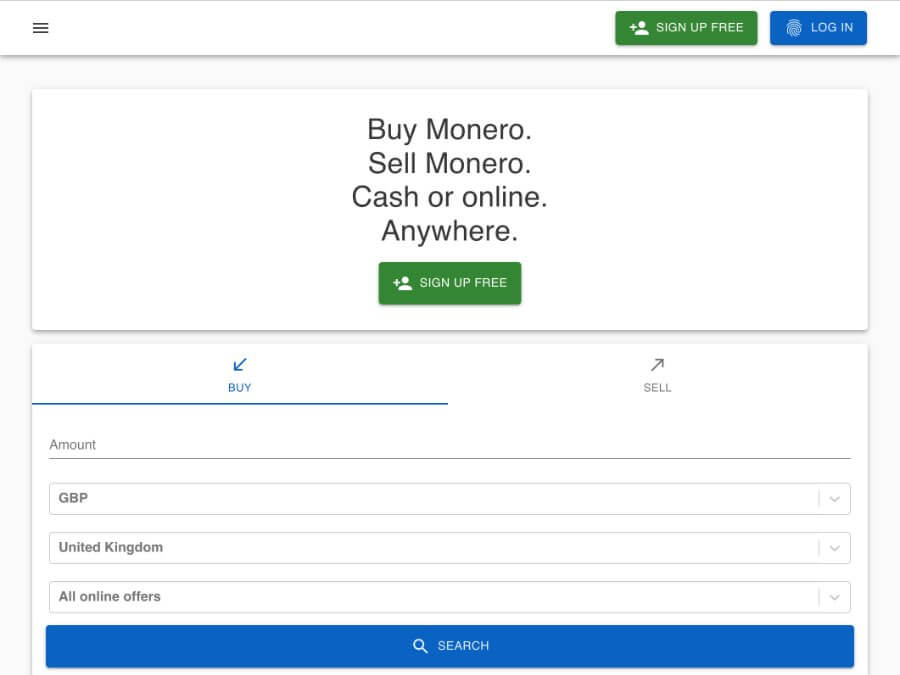 SIGN UP FREE
LOG IN
Buy Monero.
Sell Monero.
Cash or online.
Anywhere.
SIGN UP FREE
BUY
SELL
Amount
GBP
United Kingdom
All online offers
SEARCH